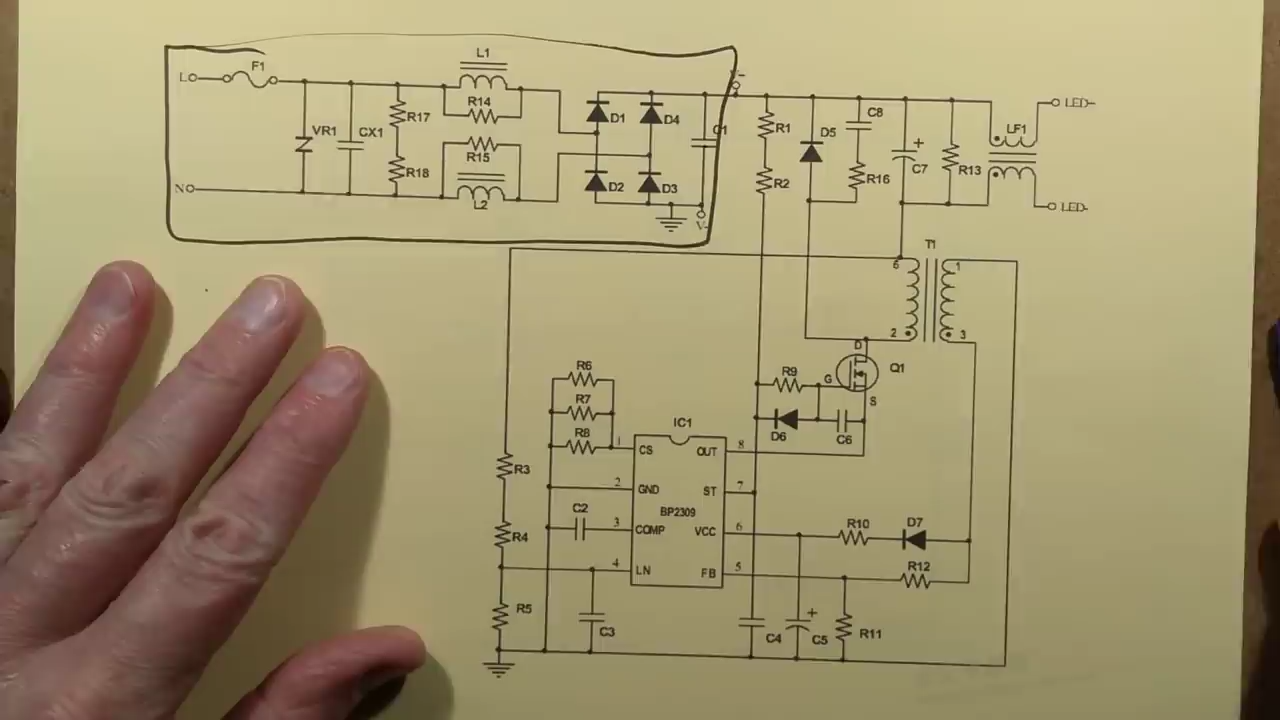 L1
F1
L
R14
R17
VR1
CX1
R15
R18
L2
N
D1
D4
D2
D3
C1
V-
R1
D5
C8
LED-
LF1
C7
R13
R2
R16
LED-
T1
6
1
2
3
D
Q1
G
S
R9
D6
C6
R6
R7
R8
IC1
1
CS
OUT
8
2
GND
ST
7
BP2309
C2
3
COMP
VCC
6
R10
D7
4
LN
FB
5
R12
R3
R4
R5
C3
C4
C5
R11